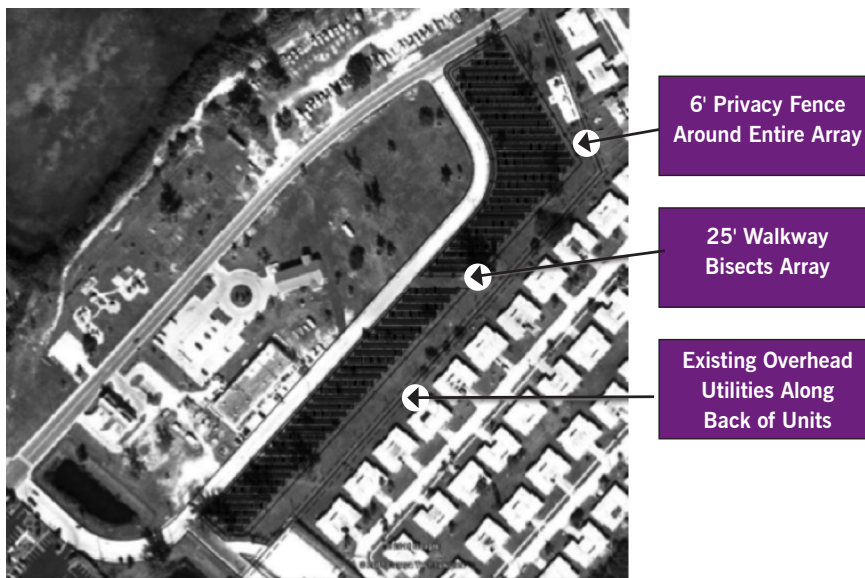 6' Privacy Fence
Around Entire Array
25' Walkway
Bisects Array
Existing Overhead
Utilities Along
Back of Units